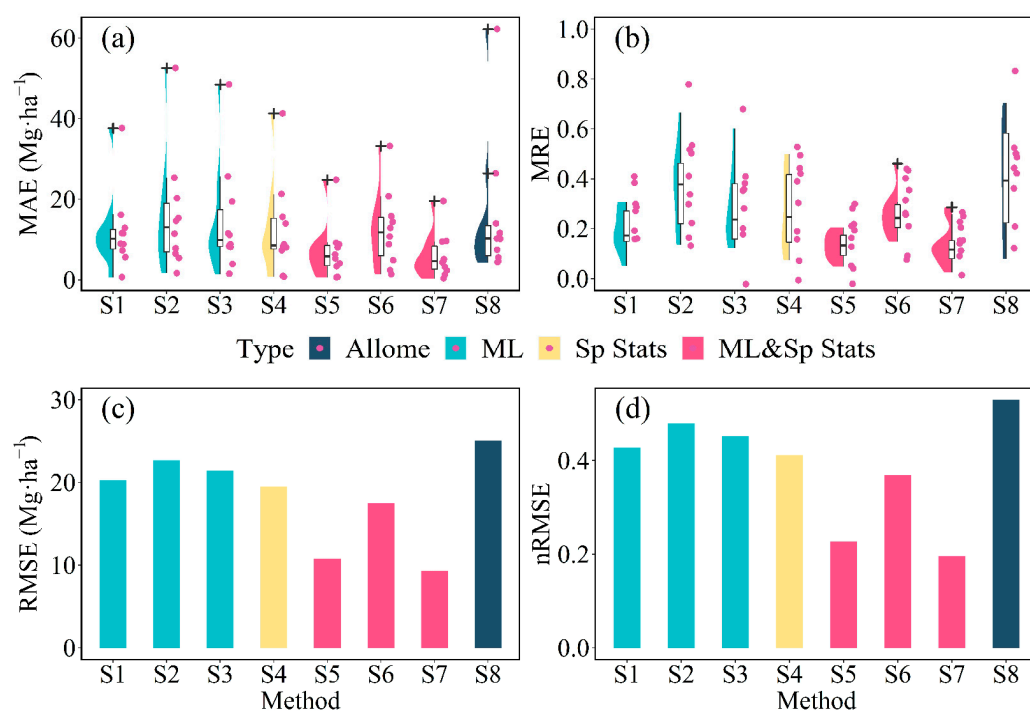 (a)
MAE (Mg·ha⁻¹)
60
40
20
0
S1 S2 S3 S4 S5 S6 S7 S8
(b)
MRE
1.0
0.8
0.6
0.4
0.2
0.0
S1 S2 S3 S4 S5 S6 S7 S8
Type Allome ML Sp Stats ML&Sp Stats
(c)
RMSE (Mg·ha⁻¹)
30
20
10
0
S1 S2 S3 S4 S5 S6 S7 S8
Method
(d)
nRMSE
0.4
0.2
0.0
S1 S2 S3 S4 S5 S6 S7 S8
Method